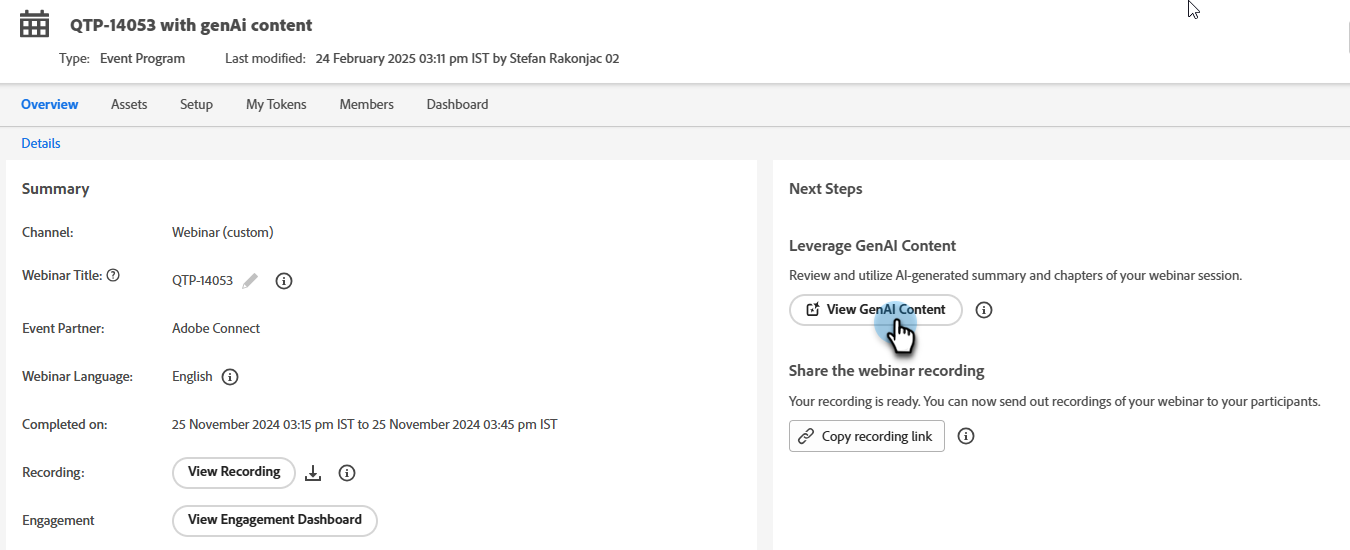 QTP-14053 with genAi content
Type: Event Program Last modified: 24 February 2025 03:11 pm IST by Stefan Rakonjac 02
Overview Assets Setup My Tokens Members Dashboard
Details
Summary
Channel: Webinar (custom)
Webinar Title: QTP-14053
Event Partner: Adobe Connect
Webinar Language: English
Completed on: 25 November 2024 03:15 pm IST to 25 November 2024 03:45 pm IST
Recording: View Recording
Engagement View Engagement Dashboard
Next Steps
Leverage GenAI Content
Review and utilize AI-generated summary and chapters of your webinar session.
View GenAI Content
Share the webinar recording
Your recording is ready. You can now send out recordings of your webinar to your participants.
Copy recording link